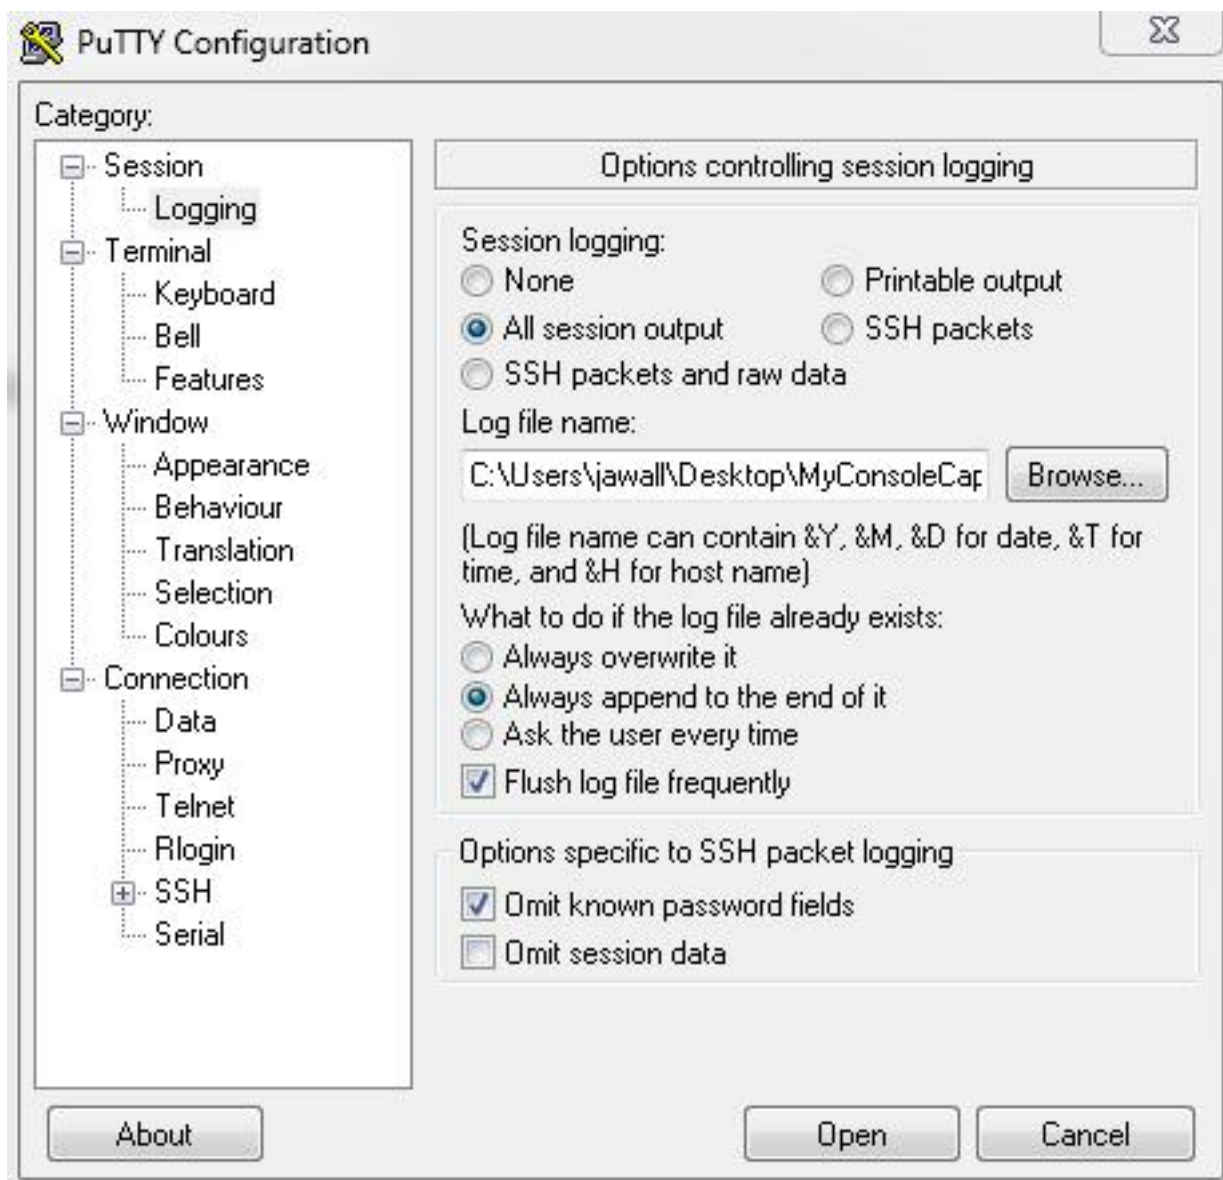 PuTTY Configuration
Category:
Session
Logging
Terminal
Keyboard
Bell
Features
Window
Appearance
Behaviour
Translation
Selection
Colours
Connection
Data
Proxy
Telnet
Rlogin
SSH
Serial
Options controlling session logging
Session logging:
None
Printable output
All session output
SSH packets
SSH packets and raw data
Log file name:
C:\Users\jawall\Desktop\MyConsoleCap
Browse...
(Log file name can contain &Y, &M, &D for date, &T for
time, and &H for host name)
What to do if the log file already exists:
Always overwrite it
Always append to the end of it
Ask the user every time
Flush log file frequently
Options specific to SSH packet logging
Omit known password fields
Omit session data
About
Open
Cancel